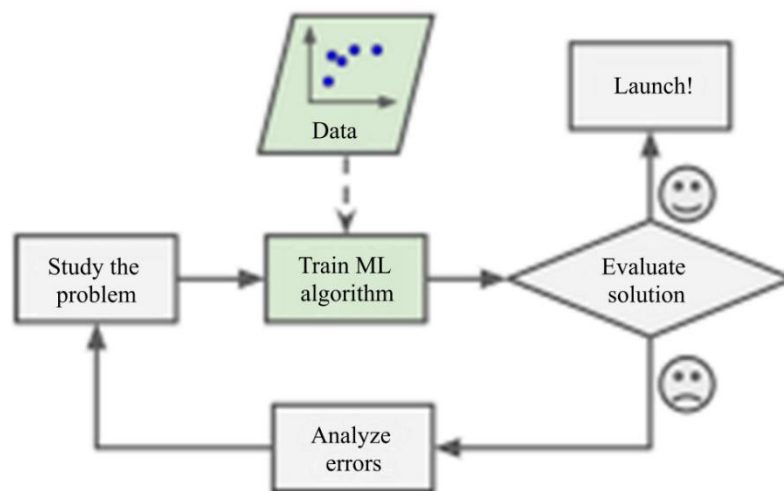 Data
Launch!
Study the
problem
Train ML
algorithm
Evaluate
solution
Analyze
errors